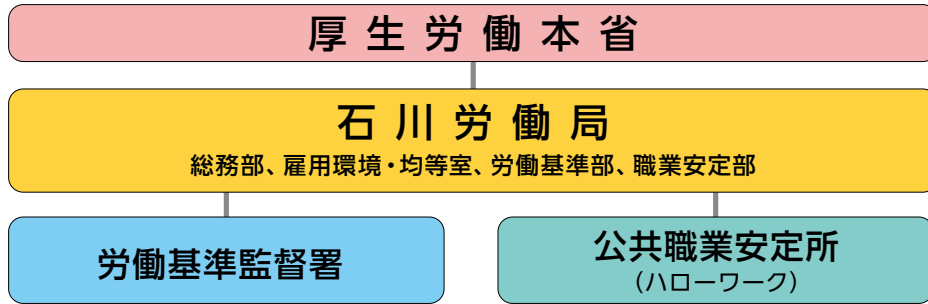 厚生労働本省
石川労働局
総務部、雇用環境・均等室、労働基準部、職業安定部
労働基準監督署
公共職業安定所
(ハローワーク)